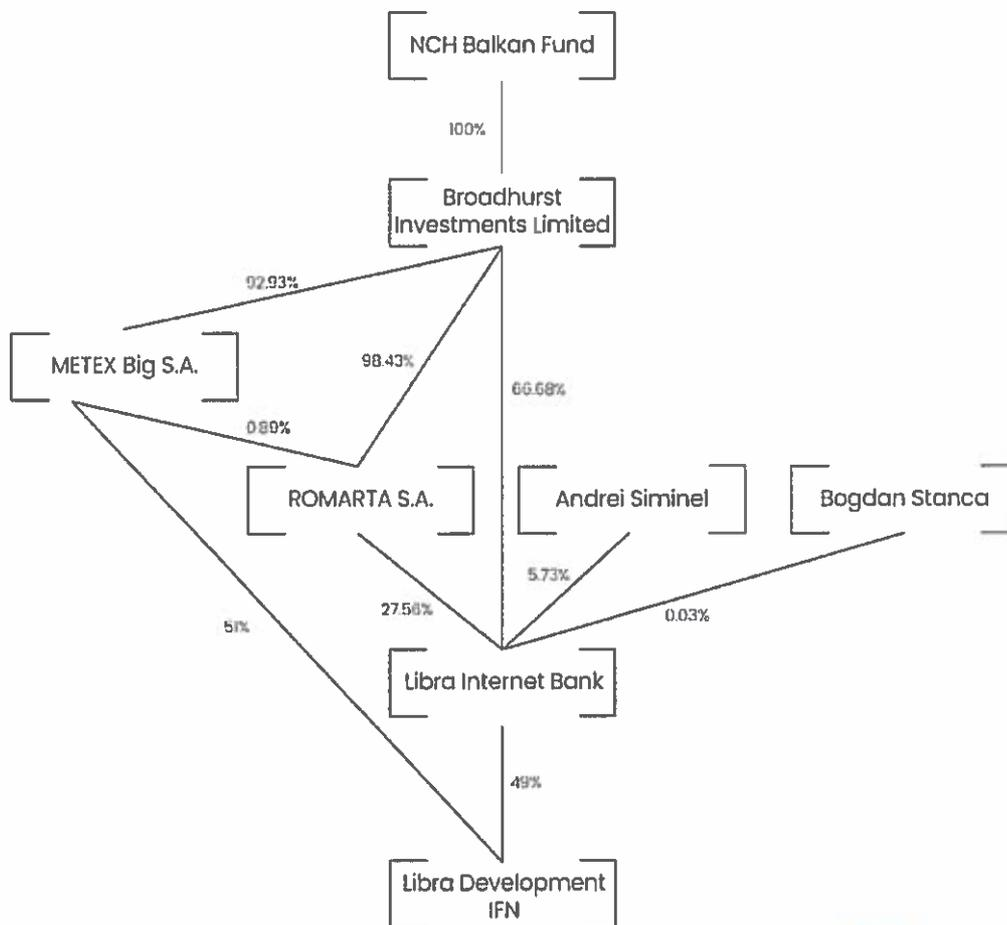 NCH Balkan Fund
100%
Broadhurst
Investments Limited
92.93%
METEX Big S.A.
98.43%
66.68%
0.89%
ROMARTA S.A.
Andrei Siminel
Bogdan Stanca
5.73%
27.56%
0.03%
51%
Libra Internet Bank
49%
Libra Development
IFN